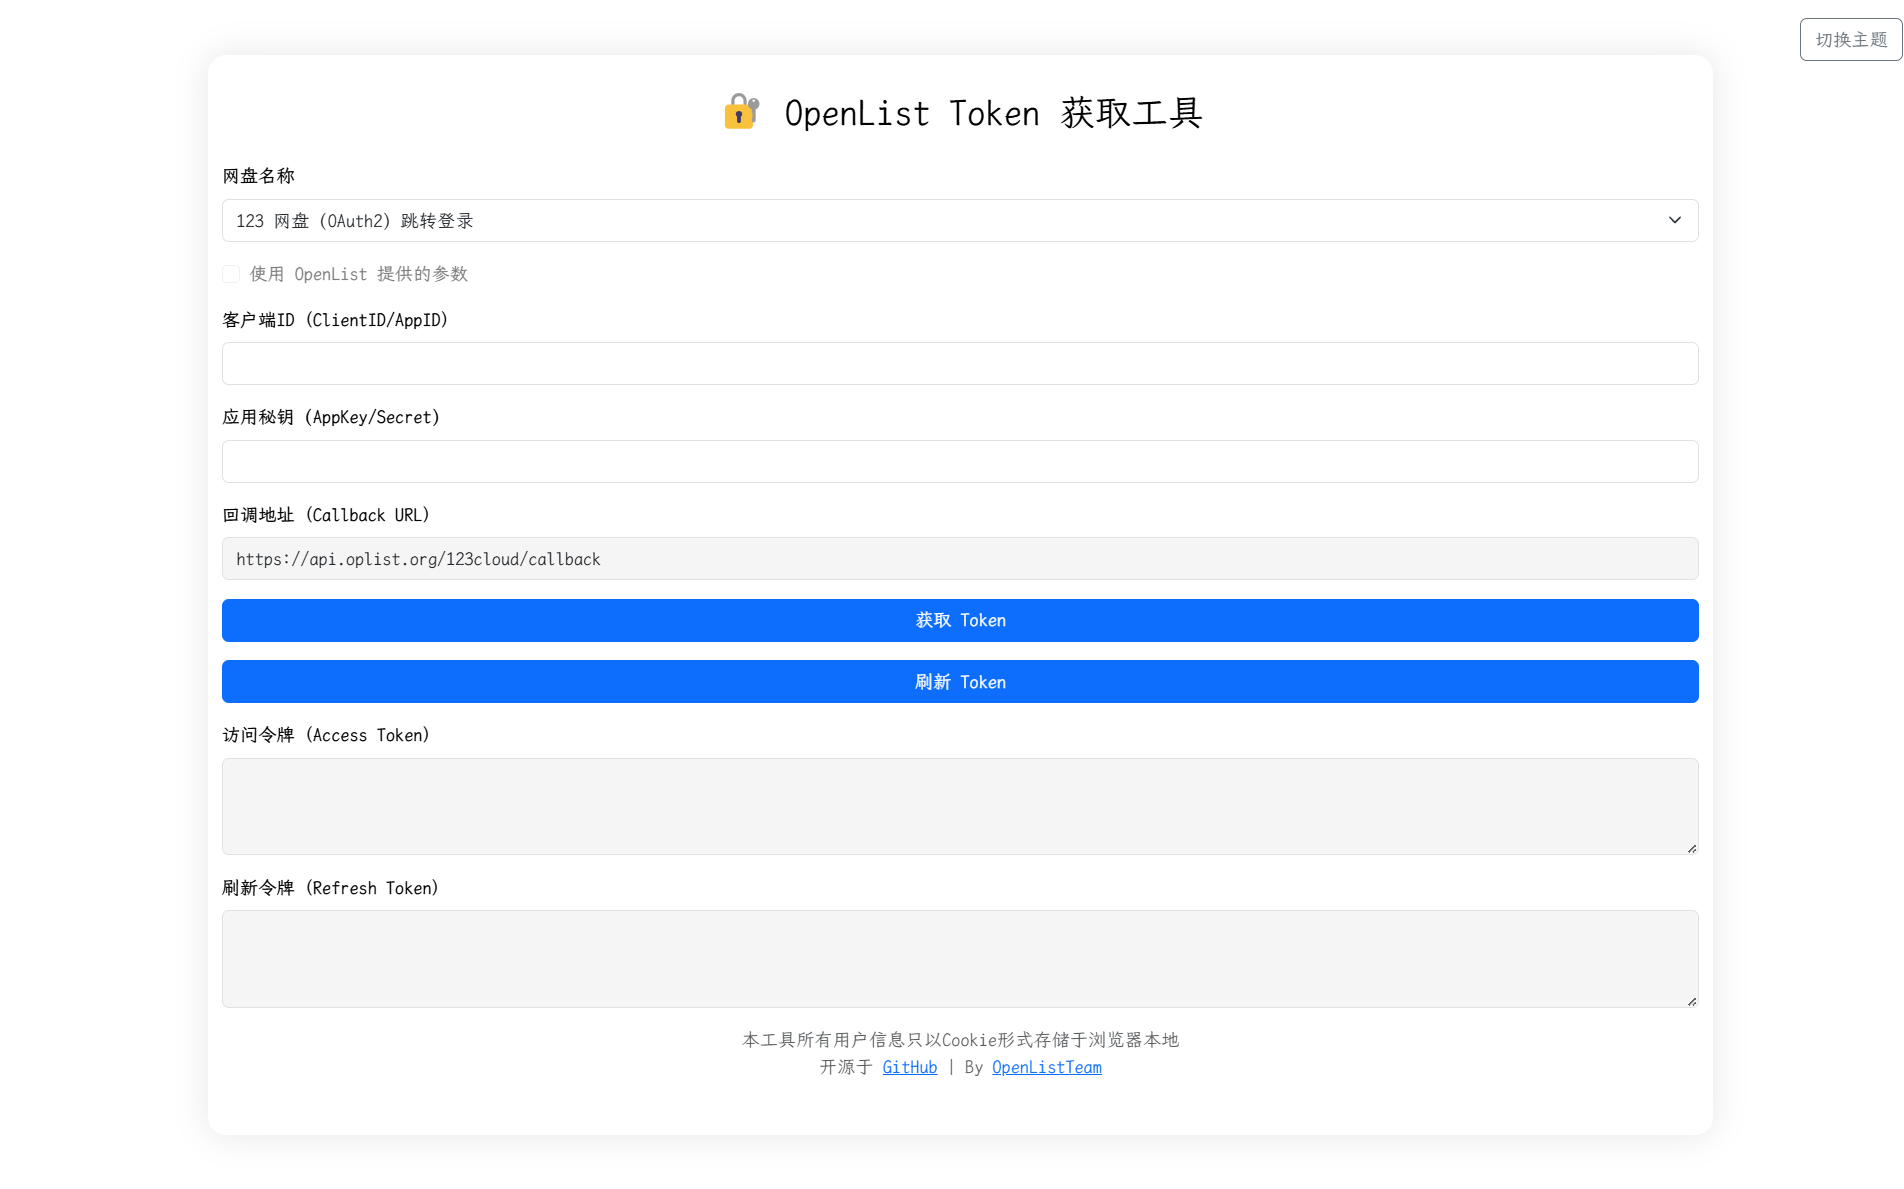 切换主题
OpenList Token 获取工具
网盘名称
123 网盘 (OAuth2) 跳转登录
使用 OpenList 提供的参数
客户端ID (ClientID/AppID)
应用秘钥 (AppKey/Secret)
回调地址 (Callback URL)
https://api.oplist.org/123cloud/callback
获取 Token
刷新 Token
访问令牌 (Access Token)
刷新令牌 (Refresh Token)
本工具所有用户信息只以Cookie形式存储于浏览器本地
开源于 GitHub | By OpenListTeam